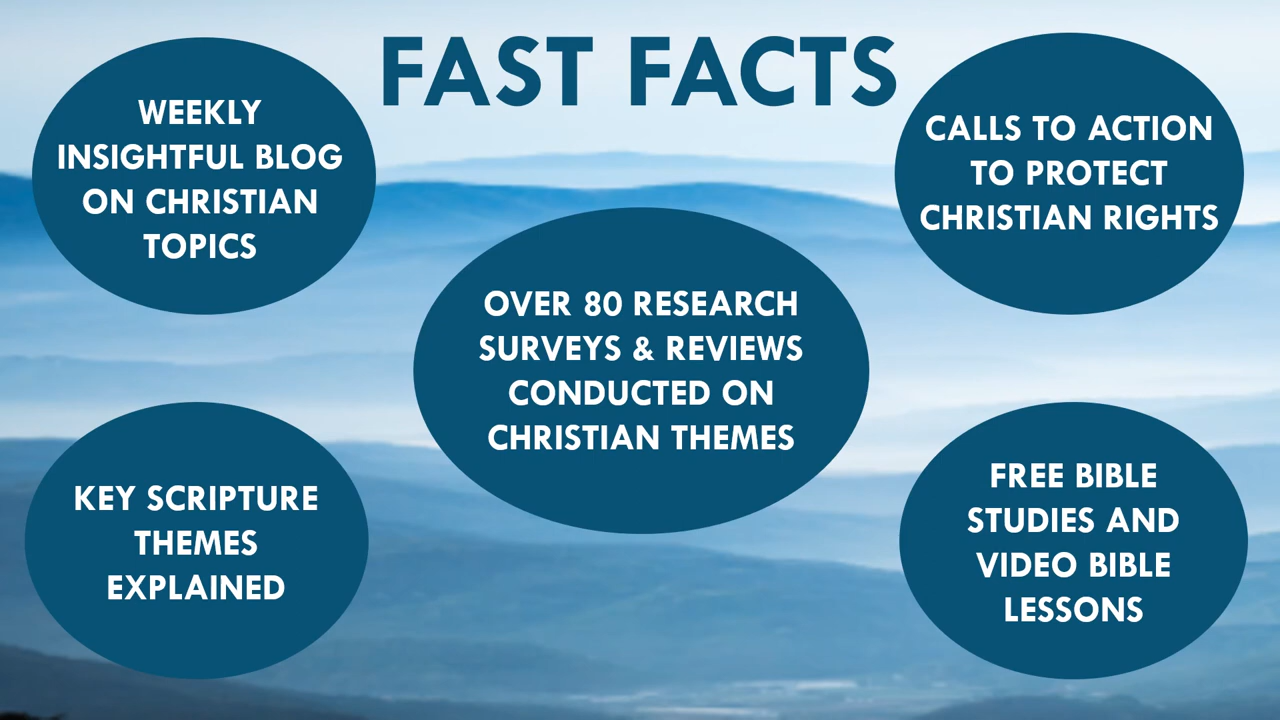 FAST FACTS
WEEKLY
INSIGHTFUL BLOG
ON CHRISTIAN
TOPICS
CALLS TO ACTION
TO PROTECT
CHRISTIAN RIGHTS
OVER 80 RESEARCH
SURVEYS & REVIEWS
CONDUCTED ON
CHRISTIAN THEMES
KEY SCRIPTURE
THEMES
EXPLAINED
FREE BIBLE
STUDIES AND
VIDEO BIBLE
LESSONS